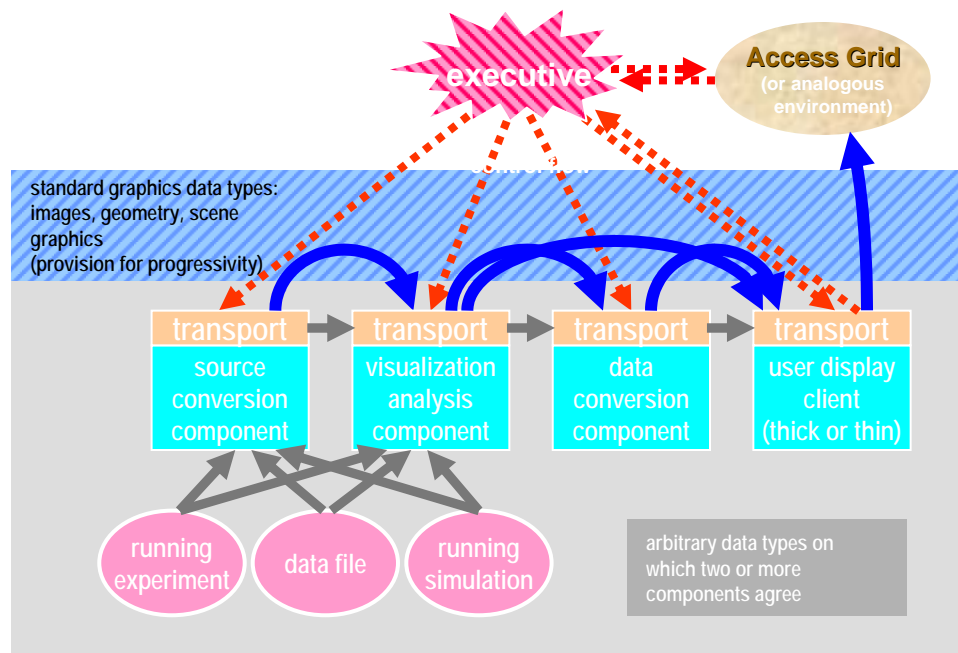 executive
Access Grid
(or analogous
environment)
control flow
standard graphics data types:
images, geometry, scene
graphics
(provision for progressivity)
transport
transport
transport
transport
source
conversion
component
visualization
analysis
component
data
conversion
component
user display
client
(thick or thin)
running
experiment
data file
running
simulation
arbitrary data types on
which two or more
components agree